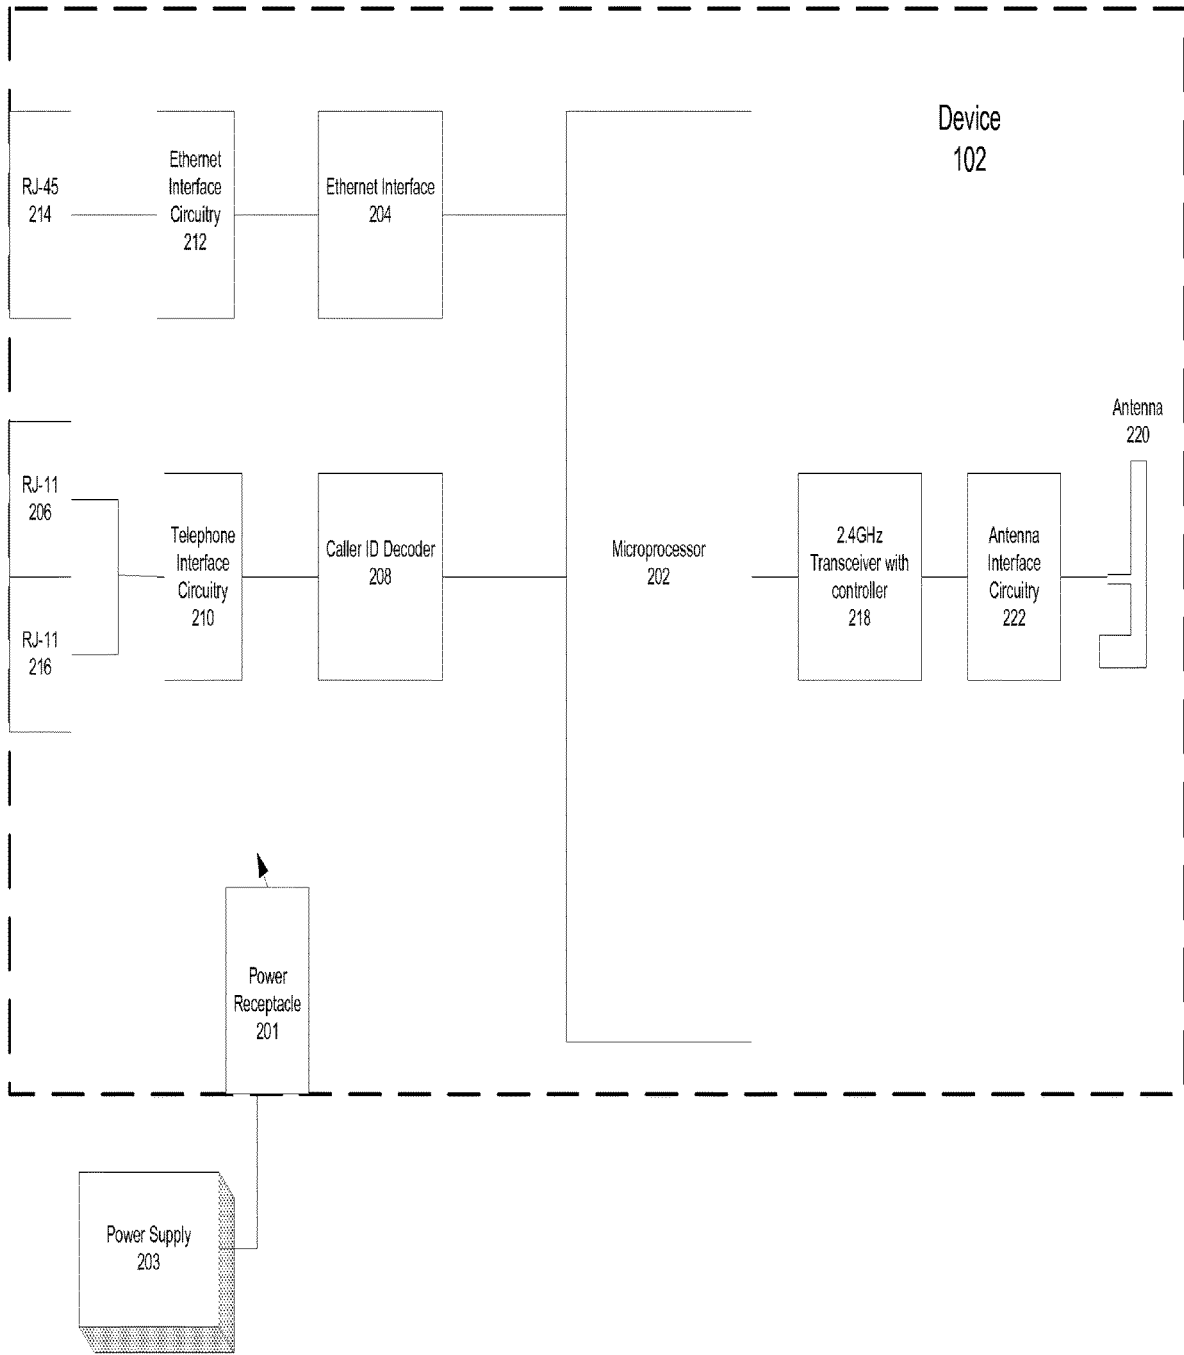 Device
102
RJ-45
214
Ethernet
Interface
Circuitry
212
Ethernet Interface
204
Antenna
220
RJ-11
206
RJ-11
216
Telephone
Interface
Circuitry
210
Caller ID Decoder
208
Microprocessor
202
2.4GHz
Transceiver with
controller
218
Antenna
Interface
Circuitry
222
Power
Receptacle
201
Power Supply
203